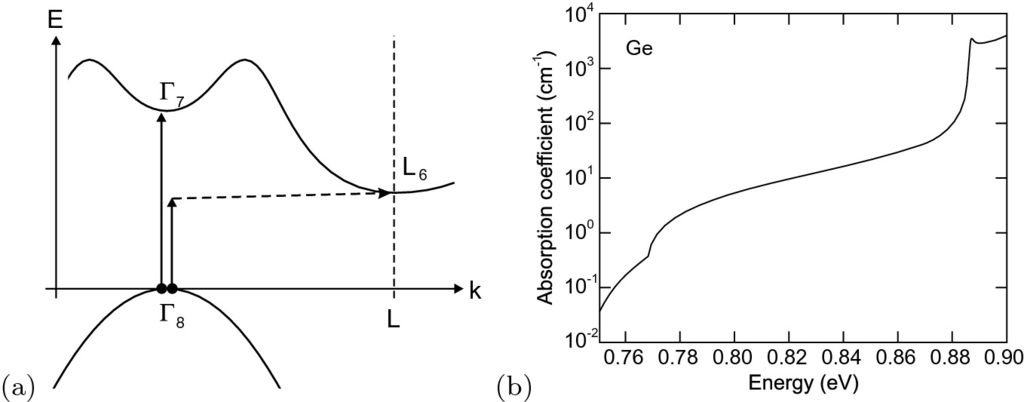 E
Γ7
L6
k
Γ8
L
(a)
Ge
10^4
10^3
10^2
10^1
10^0
10^-1
10^-2
Absorption coefficient (cm^-1)
0.76 0.78 0.80 0.82 0.84 0.86 0.88 0.90
Energy (eV)
(b)